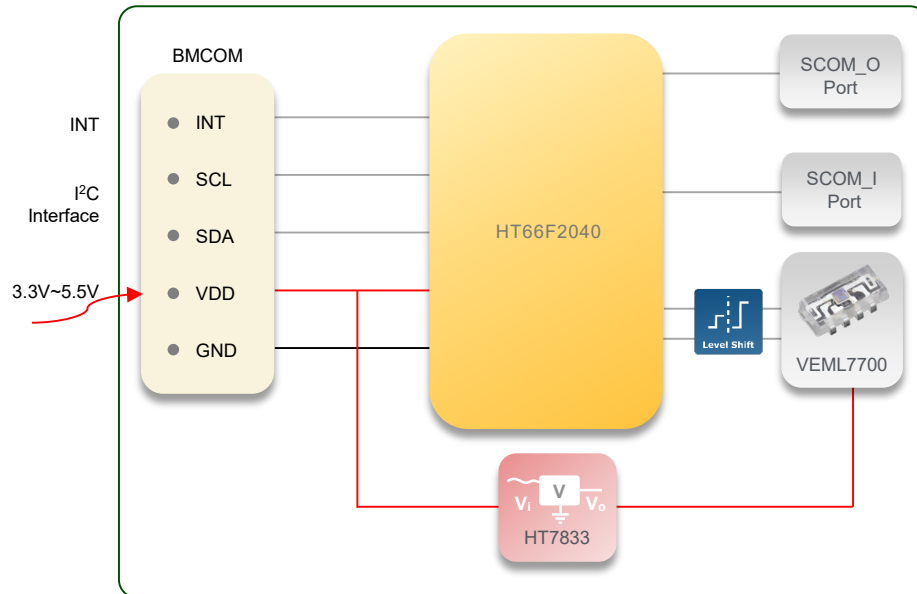 BMCOM
INT
I²C
Interface
3.3V~5.5V
INT
SCL
SDA
VDD
GND
HT66F2040
SCOM_O
Port
SCOM_I
Port
Level Shift
VEML7700
V
Vi
Vo
HT7833